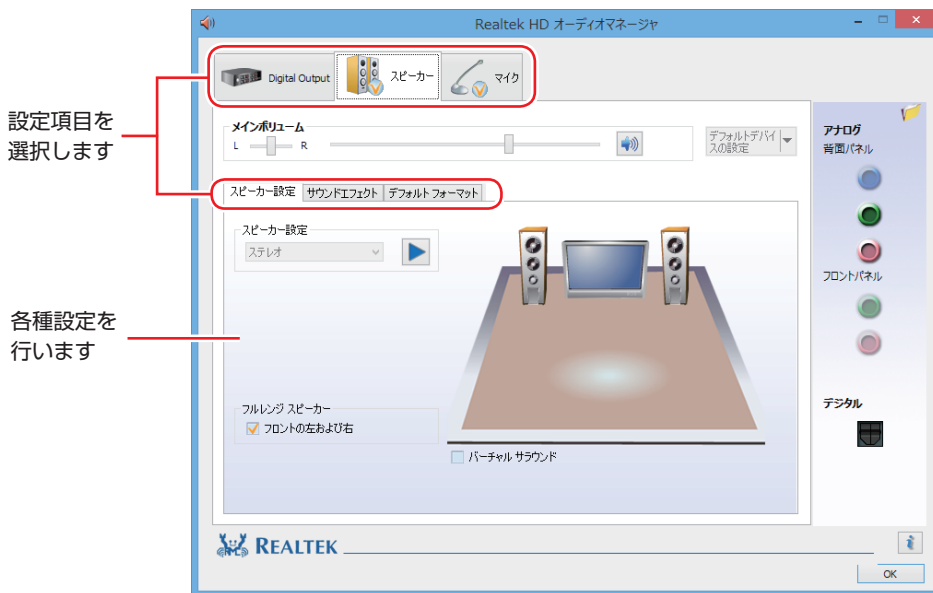 Realtek HD オーディオマネージャ
Digital Output
スピーカー
マイク
設定項目を
選択します
メインボリューム
L
R
デフォルトデバイ
スの設定
アナログ
背面パネル
スピーカー設定
サウンドエフェクト
デフォルト フォーマット
スピーカー設定
ステレオ
フロントパネル
各種設定を
行います
フルレンジ スピーカー
フロントの左および右
バーチャル サラウンド
デジタル
REALTEK
i
OK